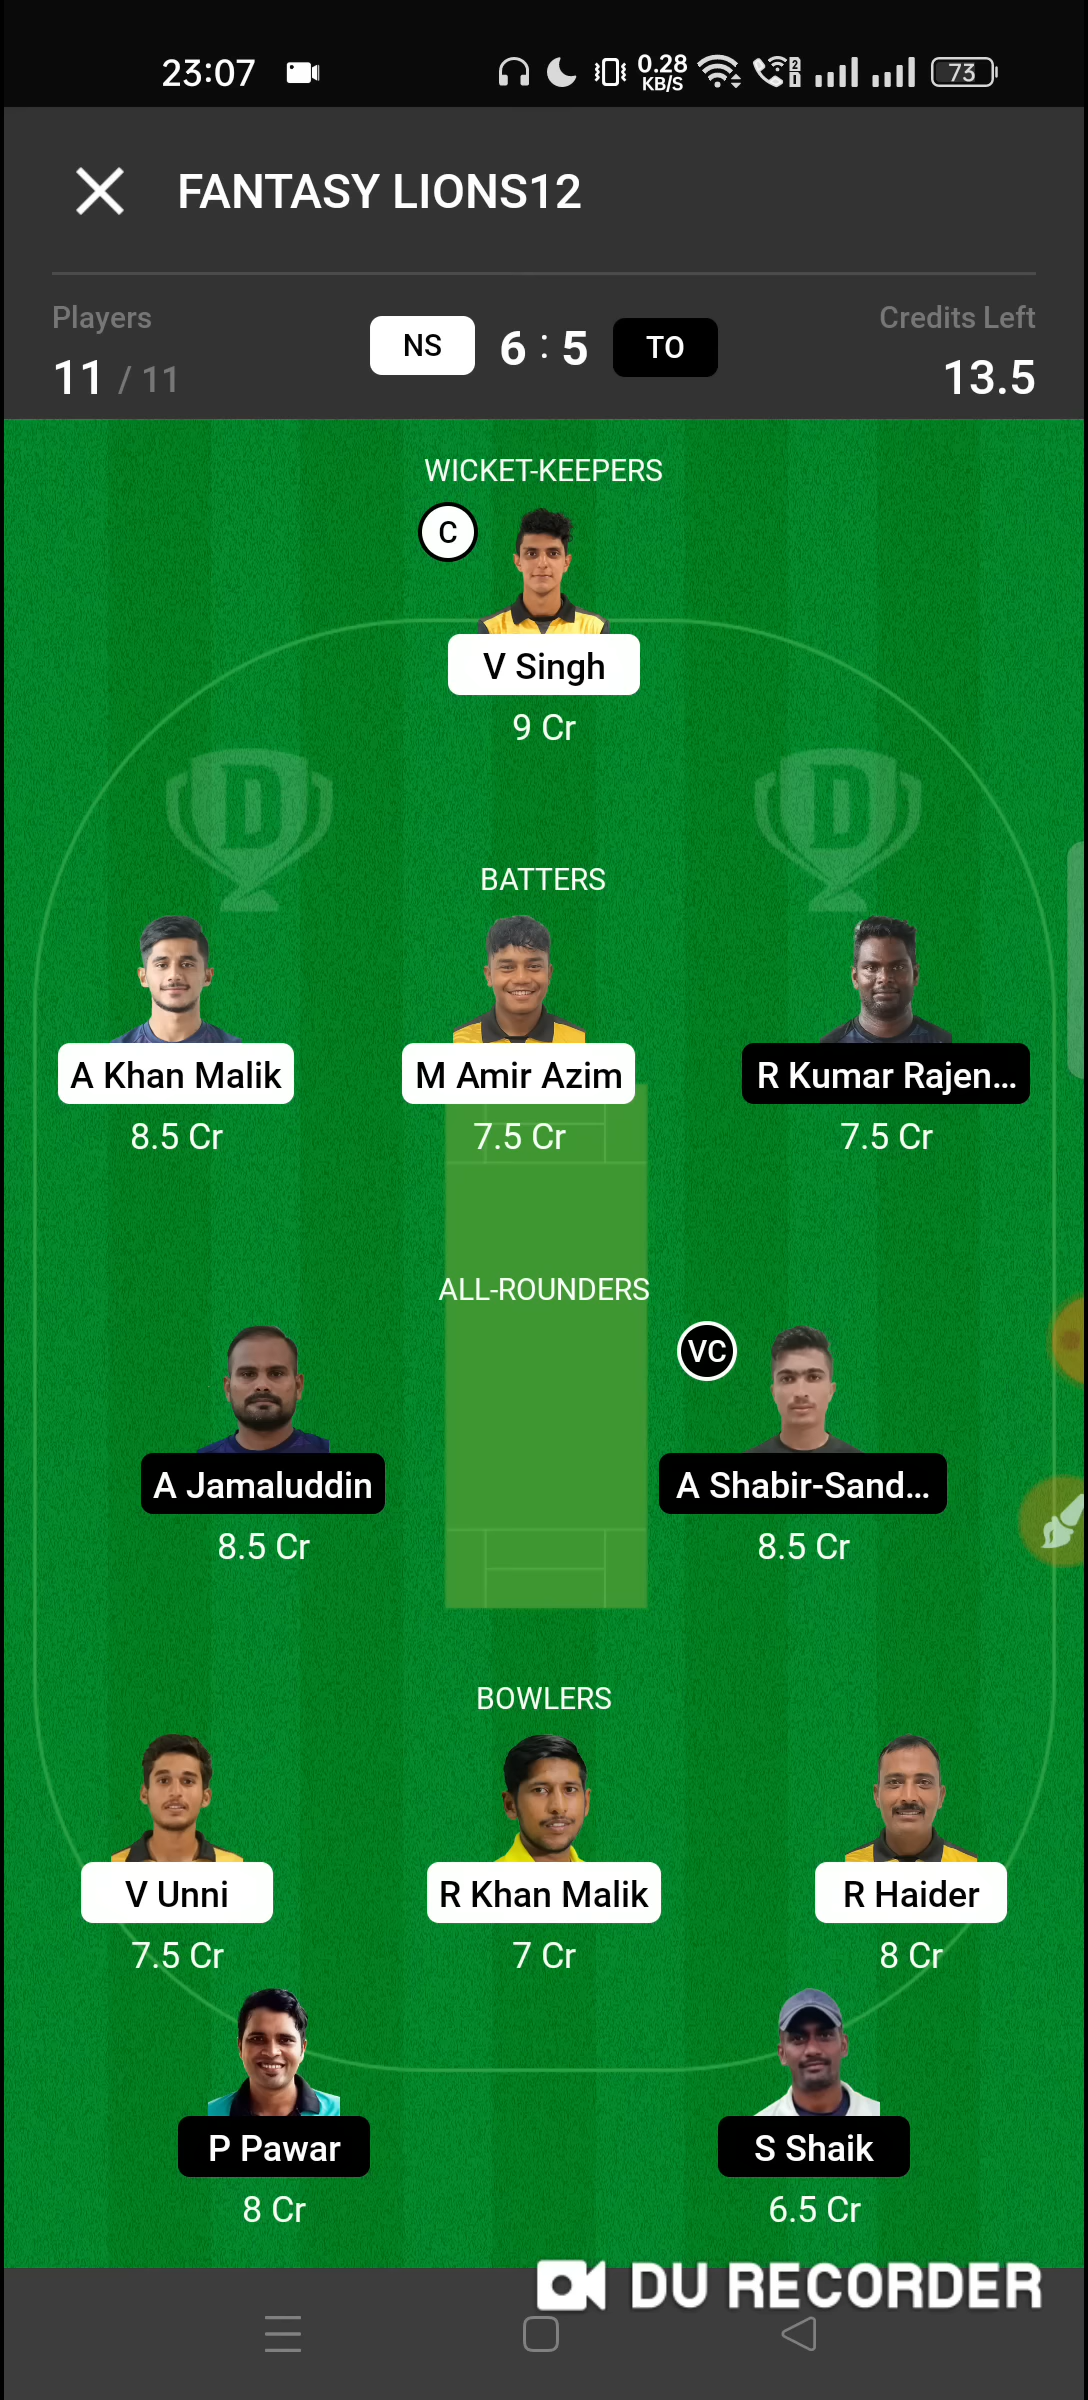 23:07 0.28 KB/S 2 1 73
FANTASY LIONS12
Players Credits Left
11 / 11 NS 6 : 5 TO 13.5
WICKET-KEEPERS
C
V Singh
9 Cr
D D
BATTERS
A Khan Malik M Amir Azim R Kumar Rajen...
8.5 Cr 7.5 Cr 7.5 Cr
ALL-ROUNDERS
VC
A Jamaluddin A Shabir-Sand...
8.5 Cr 8.5 Cr
BOWLERS
V Unni R Khan Malik R Haider
7.5 Cr 7 Cr 8 Cr
P Pawar S Shaik
8 Cr 6.5 Cr
DU RECORDER